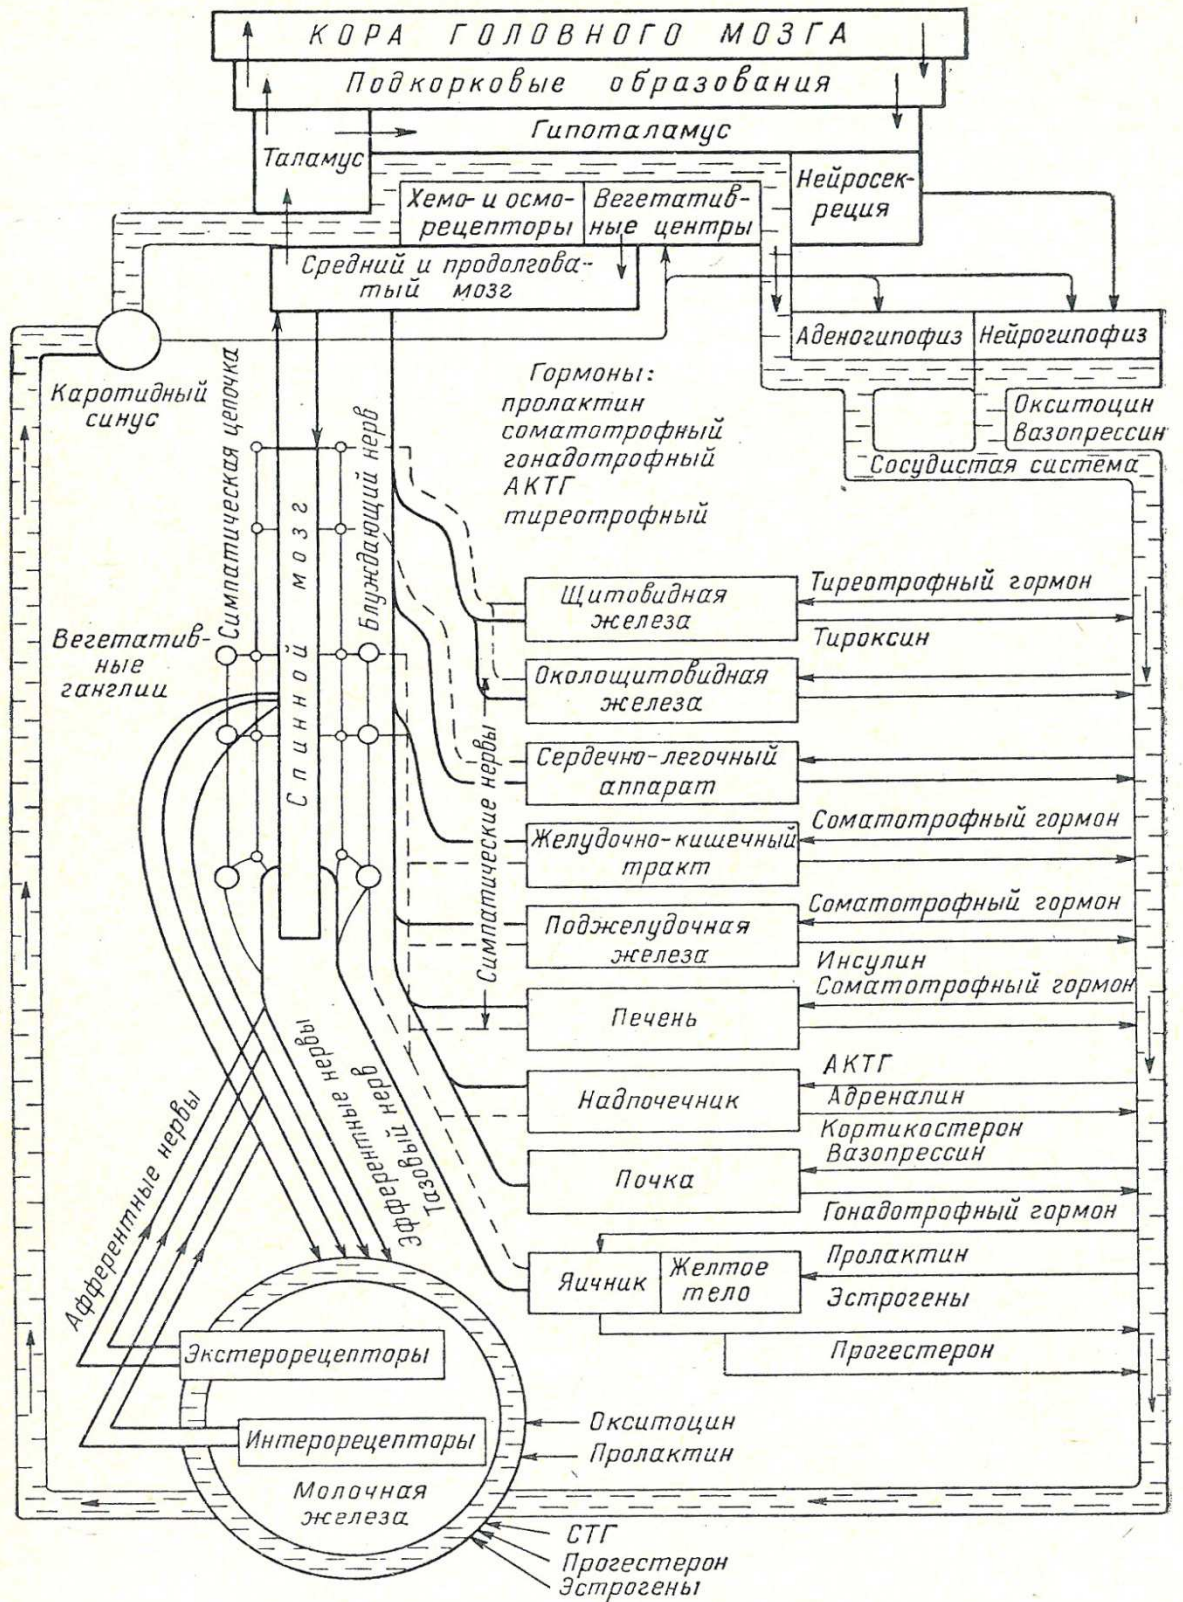 КОРА ГОЛОВНОГО МОЗГА
Подкорковые образования
Гипоталамус
Таламус
Нейросек-
реция
Хемо- и осмо-
рецепторы
Вегетатив-
ные центры
Средний и продолгова-
тый мозг
Аденогипофиз
Нейрогипофиз
Каротидный
синус
Гормоны:
пролактин
соматотрофный
гонадотрофный
АКТГ
тиреотрофный
Окситоцин
Вазопрессин
Сосудистая система
Симпатическая цепочка
Спинной мозг
Блуждающий нерв
Вегетатив-
ные
ганглии
Щитовидная
железа
Тиреотрофный гормон
Тироксин
Околощитовидная
железа
Симпатические нервы
Сердечно-легочный
аппарат
Желудочно-кишечный
тракт
Соматотрофный гормон
Поджелудочная
железа
Соматотрофный гормон
Инсулин
Соматотрофный гормон
Печень
Надпочечник
АКТГ
Адреналин
Кортикостерон
Вазопрессин
Почка
Гонадотрофный гормон
Яичник
Желтое
тело
Пролактин
Эстрогены
Прогестерон
Афферентные нервы
Эфферентные нервы
Тазовый нерв
Экстерорецепторы
Интерорецепторы
Молочная
железа
Окситоцин
Пролактин
СТГ
Прогестерон
Эстрогены